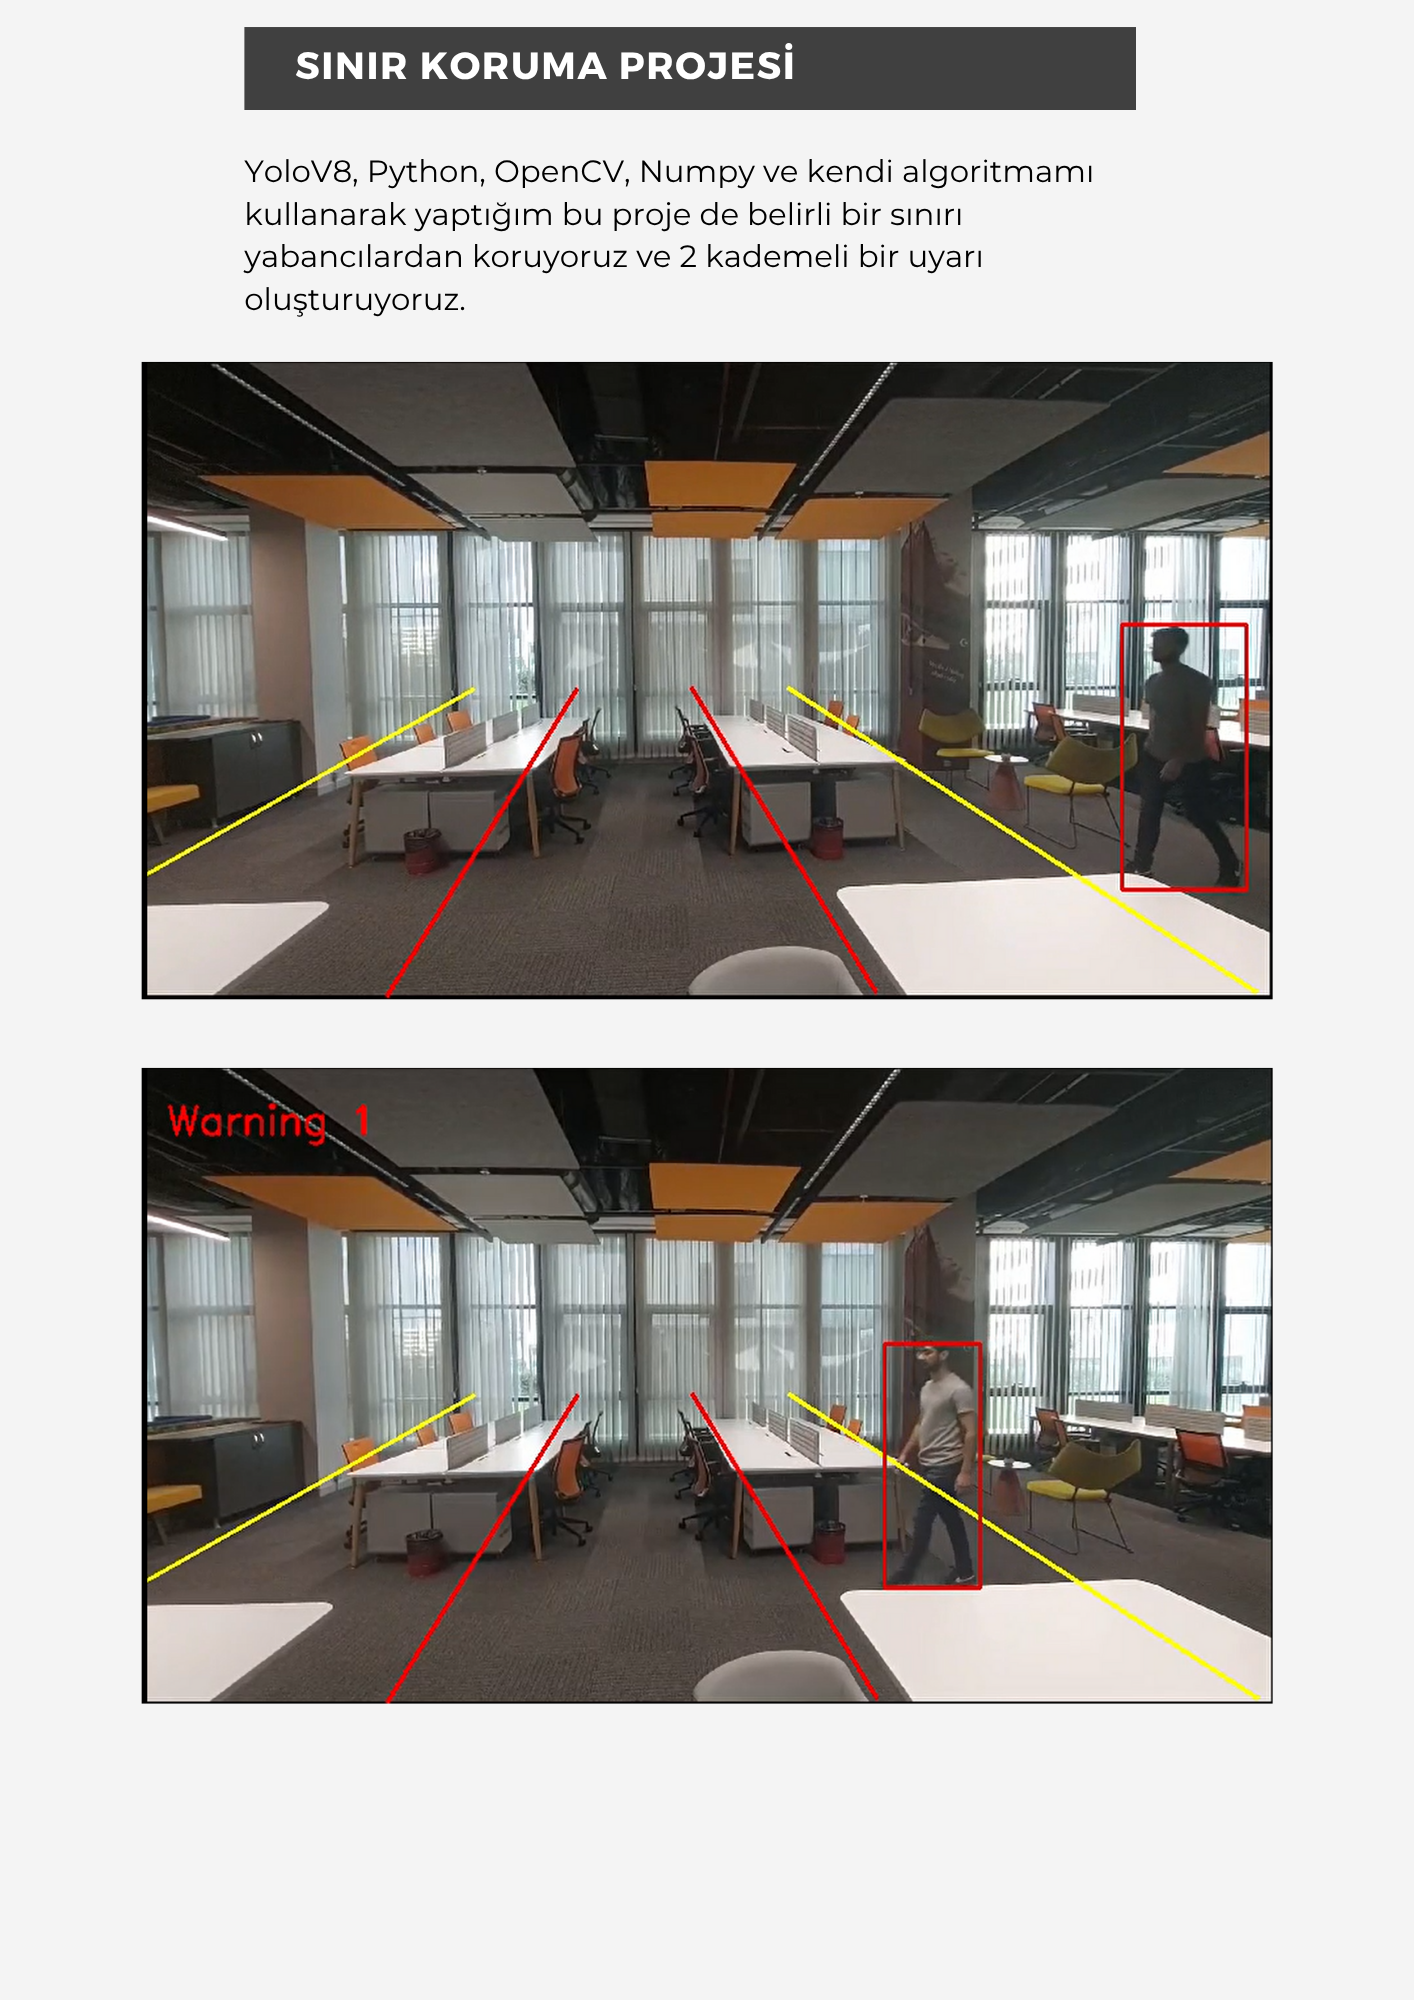 SINIR KORUMA PROJESİ
YoloV8, Python, OpenCV, Numpy ve kendi algoritmamı
kullanarak yaptığım bu proje de belirli bir sınırı
yabancılardan koruyoruz ve 2 kademeli bir uyarı
oluşturuyoruz.
Warning 1